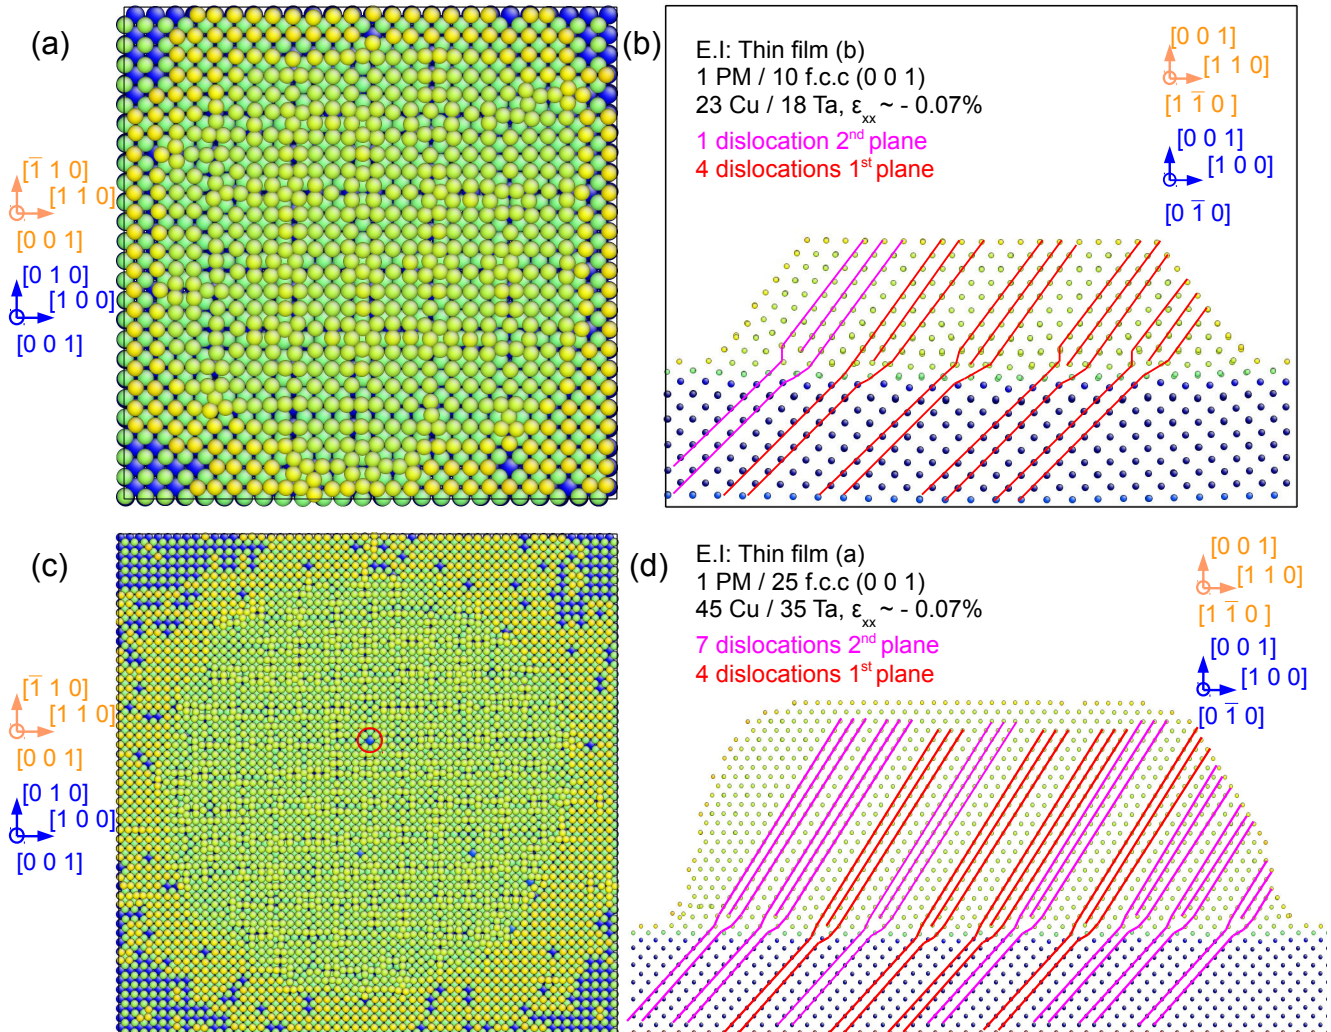 (a)
[1̅ 1 0]
[1 1 0]
[0 0 1]
[0 1 0]
[1 0 0]
[0 0 1]
(b)
E.I: Thin film (b)
1 PM / 10 f.c.c (0 0 1)
23 Cu / 18 Ta, ε_xx ~ - 0.07%
1 dislocation 2nd plane
4 dislocations 1st plane
[0 0 1]
[1 1 0]
[1 1̅ 0]
[0 0 1]
[1 0 0]
[0 1̅ 0]
(c)
[1̅ 1 0]
[1 1 0]
[0 0 1]
[0 1 0]
[1 0 0]
[0 0 1]
(d)
E.I: Thin film (a)
1 PM / 25 f.c.c (0 0 1)
45 Cu / 35 Ta, ε_xx ~ - 0.07%
7 dislocations 2nd plane
4 dislocations 1st plane
[0 0 1]
[1 1 0]
[1 1̅ 0 ]
[0 0 1]
[1 0 0]
[0 1̅ 0]